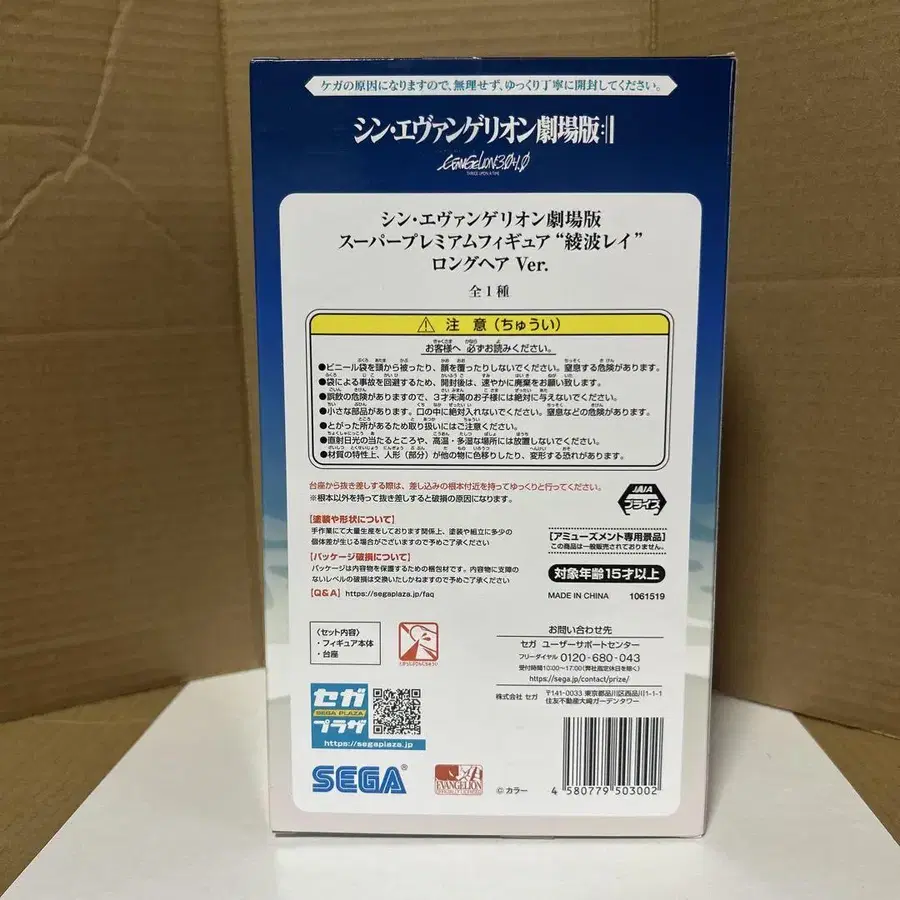 ケガの原因になりますので、無理せず、ゆっくり丁寧に開封してください。
シン・エヴァンゲリオン劇場版:||
EVANGELION:3.0+1.0
THRICE UPON A TIME
シン・エヴァンゲリオン劇場版
スーパープレミアムフィギュア“綾波レイ”
ロングヘア Ver.
全1種
⚠ 注 意（ちゅうい）
お客様へ 必ずお読みください。
●ビニール袋を頭から被ったり、顔を覆ったりしないでください。窒息する危険があります。
●袋による事故を回避するため、開封後は、速やかに廃棄をお願い致します。
●誤飲の危険がありますので、3才未満のお子様には絶対に与えないでください。
●小さな部品があります。口の中に絶対入れないでください。窒息などの危険があります。
●とがった所があるため取り扱いにはご注意ください。
●直射日光の当たるところや、高温・多湿な場所には放置しないでください。
●材質の特性上、人形（部分）が他の物に色移りしたり、変形する恐れがあります。
台座から抜き差しする際は、差し込みの根本付近を持ってゆっくりと行ってください。
※根本以外を持って抜き差しすると破損の原因になります。
JAIA
プライズ
【塗装や形状について】
手作業にて大量生産をしております関係上、塗装や組立に多少の
個体差が生じる場合がございますので予めご了承ください
【パッケージ破損について】
パッケージは内容物を保護するための梱包材です。内容物に支障の
ないレベルの破損は交換いたしかねますので予めご了承ください
【Q&A】https://segaplaza.jp/faq
【アミューズメント専用景品】
この商品は一般販売されておりません。
対象年齢15才以上
MADE IN CHINA 1061519
〈セット内容〉
・フィギュア本体
・台座
お問い合わせ先
セガ ユーザーサポートセンター
フリーダイヤル 0120-680-043
受付時間10:00〜17:00（弊社指定休日を除く）
https://sega.jp/contact/prize/
株式会社 セガ 〒141-0033 東京都品川区西品川1-1-1
住友不動産大崎ガーデンタワー
セガ
SEGA PLAZA
プラザ
https://segaplaza.jp
SEGA®
EVANGELION
©カラー
4 580779 503002